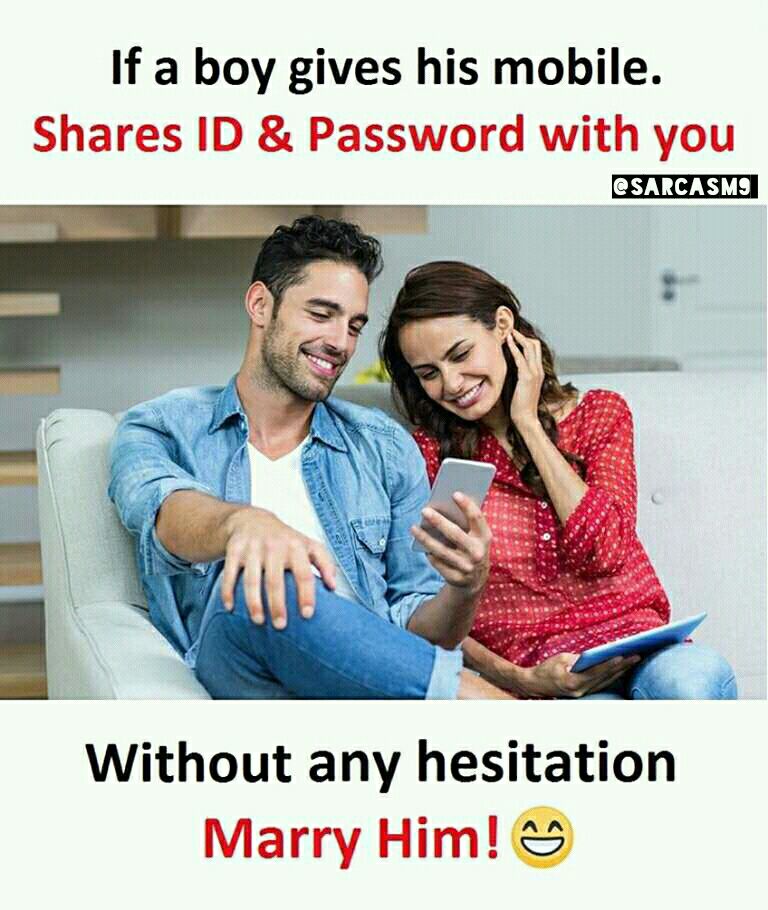 If a boy gives his mobile.
Shares ID & Password with you
@SARCASM9
Without any hesitation
Marry Him! 😁